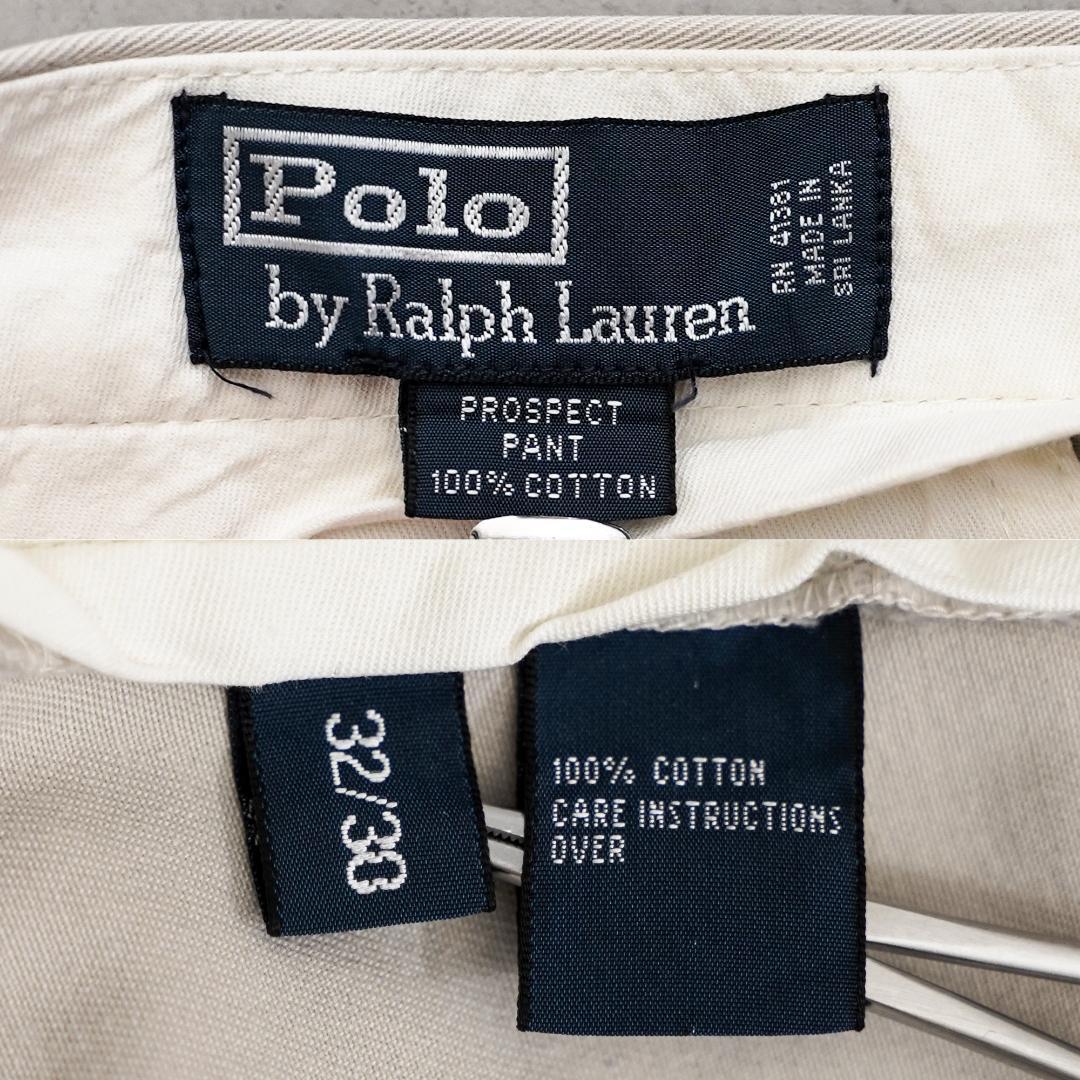 Polo
by Ralph Lauren
RN 41381
MADE IN
SRI LANKA
PROSPECT
PANT
100% COTTON
32/30
100% COTTON
CARE INSTRUCTIONS
OVER